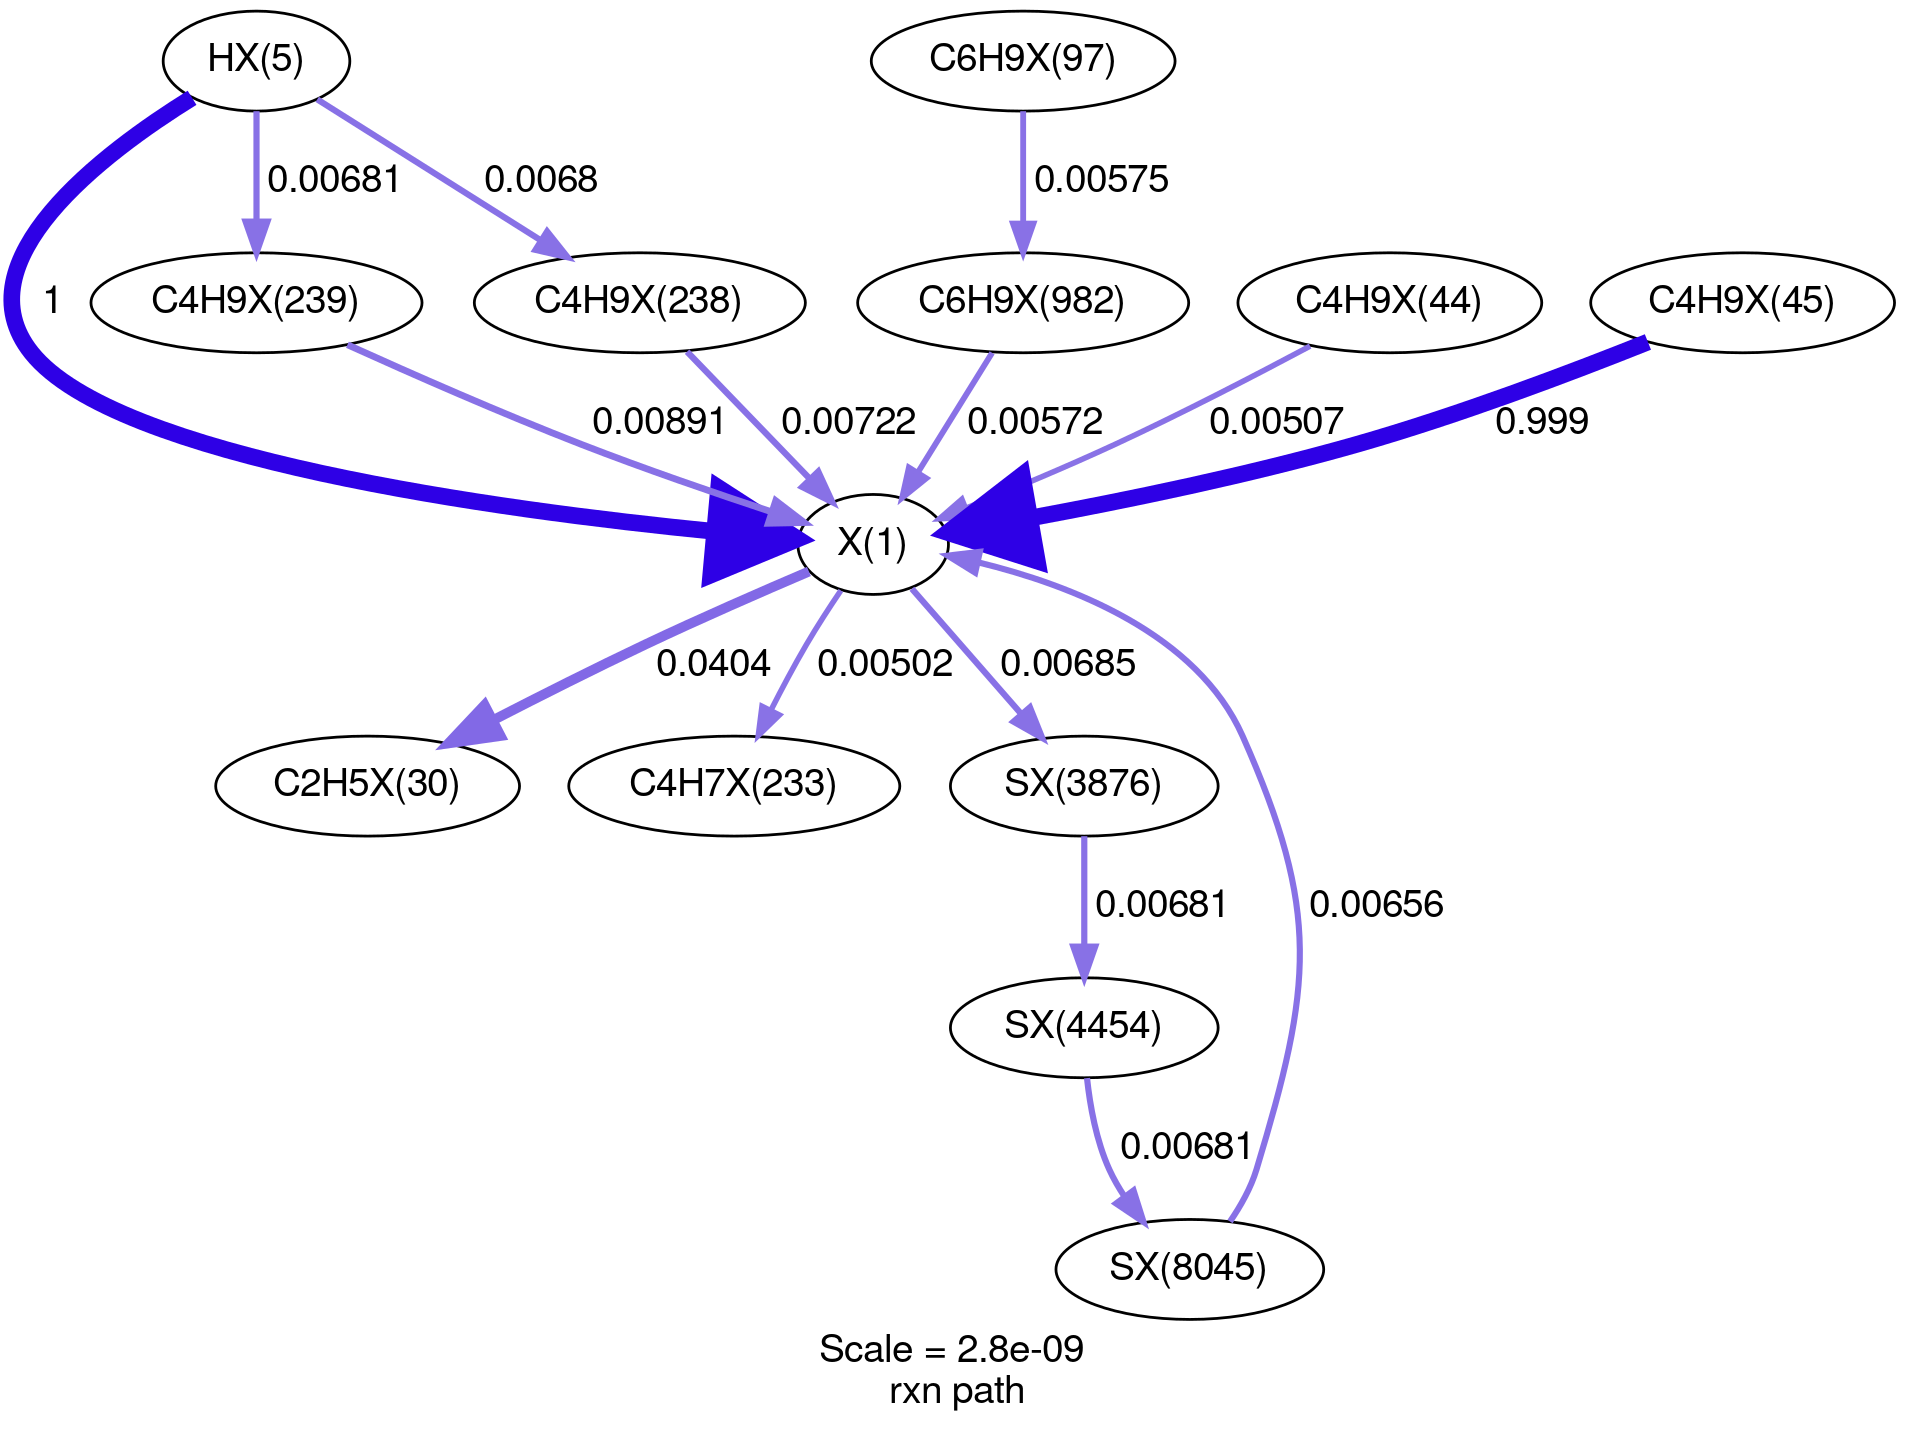 HX(5)
C6H9X(97)
0.00681
0.0068
0.00575
1
C4H9X(239)
C4H9X(238)
C6H9X(982)
C4H9X(44)
C4H9X(45)
0.00891
0.00722
0.00572
0.00507
0.999
X(1)
0.0404
0.00502
0.00685
C2H5X(30)
C4H7X(233)
SX(3876)
0.00681
0.00656
SX(4454)
0.00681
SX(8045)
Scale = 2.8e-09
rxn path